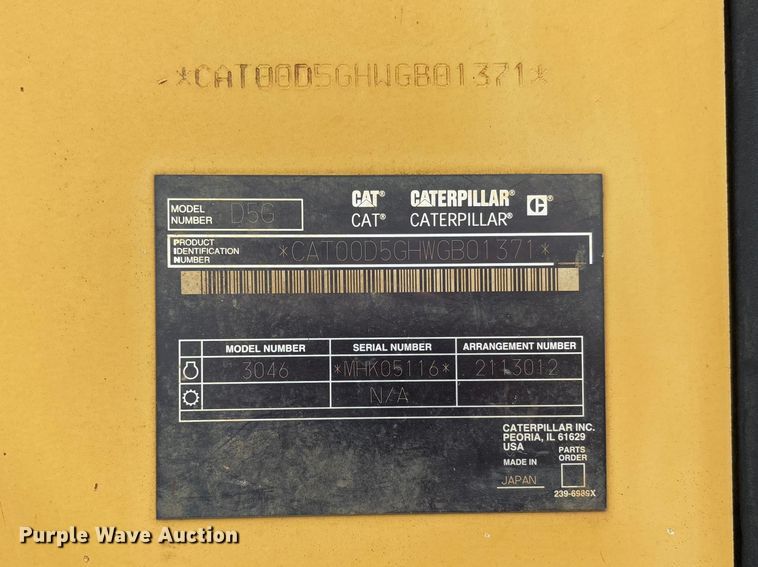 *CAT00D5GHWGB01371*
MODEL NUMBER D5G
CAT® CATERPILLAR® C
CAT® CATERPILLAR®
PRODUCT IDENTIFICATION NUMBER *CAT00D5GHWGB01371*
MODEL NUMBER SERIAL NUMBER ARRANGEMENT NUMBER
3046 *MHK05116* 2113012
N/A
CATERPILLAR INC.
PEORIA, IL 61629
USA
PARTS ORDER
MADE IN
JAPAN
239-6989X
Purple Wave Auction